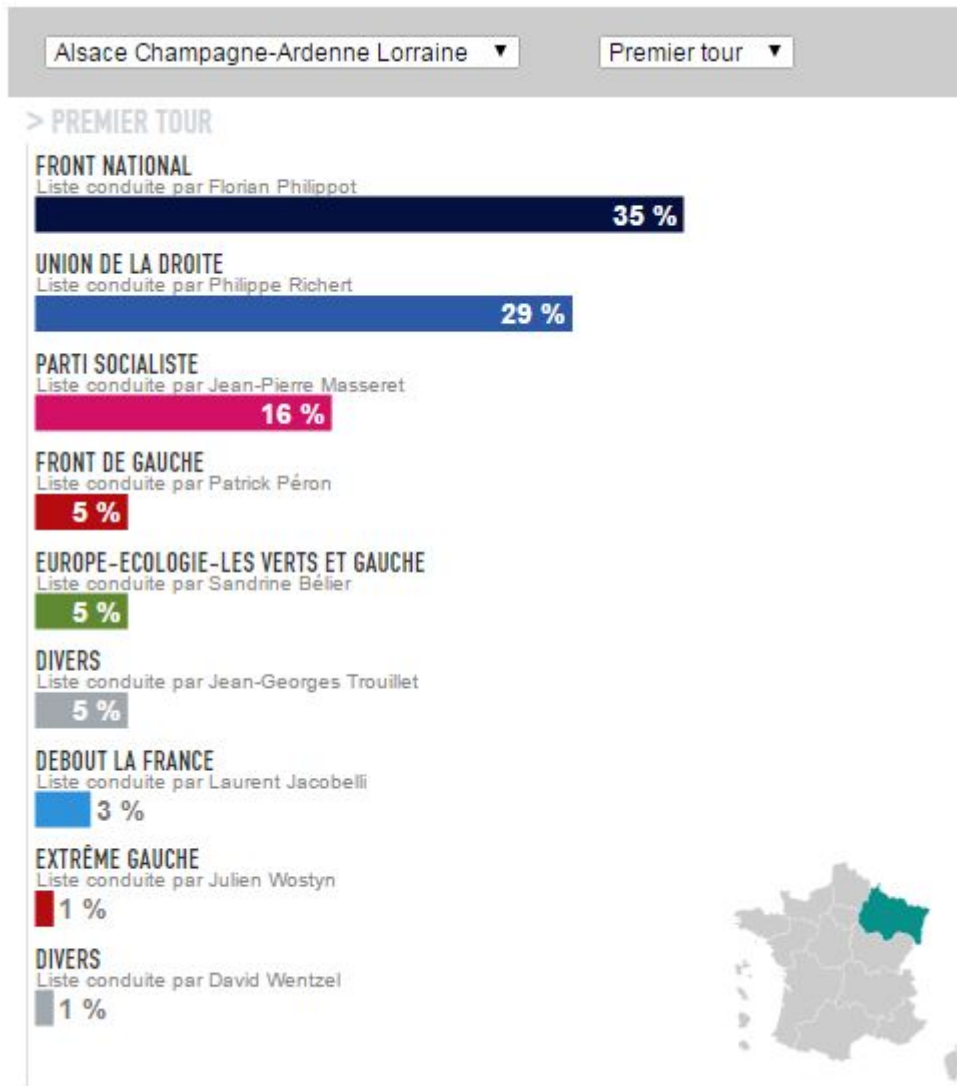 Alsace Champagne-Ardenne Lorraine ▼ Premier tour ▼
> PREMIER TOUR
FRONT NATIONAL
Liste conduite par Florian Philippot
35 %
UNION DE LA DROITE
Liste conduite par Philippe Richert
29 %
PARTI SOCIALISTE
Liste conduite par Jean-Pierre Masseret
16 %
FRONT DE GAUCHE
Liste conduite par Patrick Péron
5 %
EUROPE-ECOLOGIE-LES VERTS ET GAUCHE
Liste conduite par Sandrine Bélier
5 %
DIVERS
Liste conduite par Jean-Georges Trouillet
5 %
DEBOUT LA FRANCE
Liste conduite par Laurent Jacobelli
3 %
EXTRÊME GAUCHE
Liste conduite par Julien Wostyn
1 %
DIVERS
Liste conduite par David Wentzel
1 %